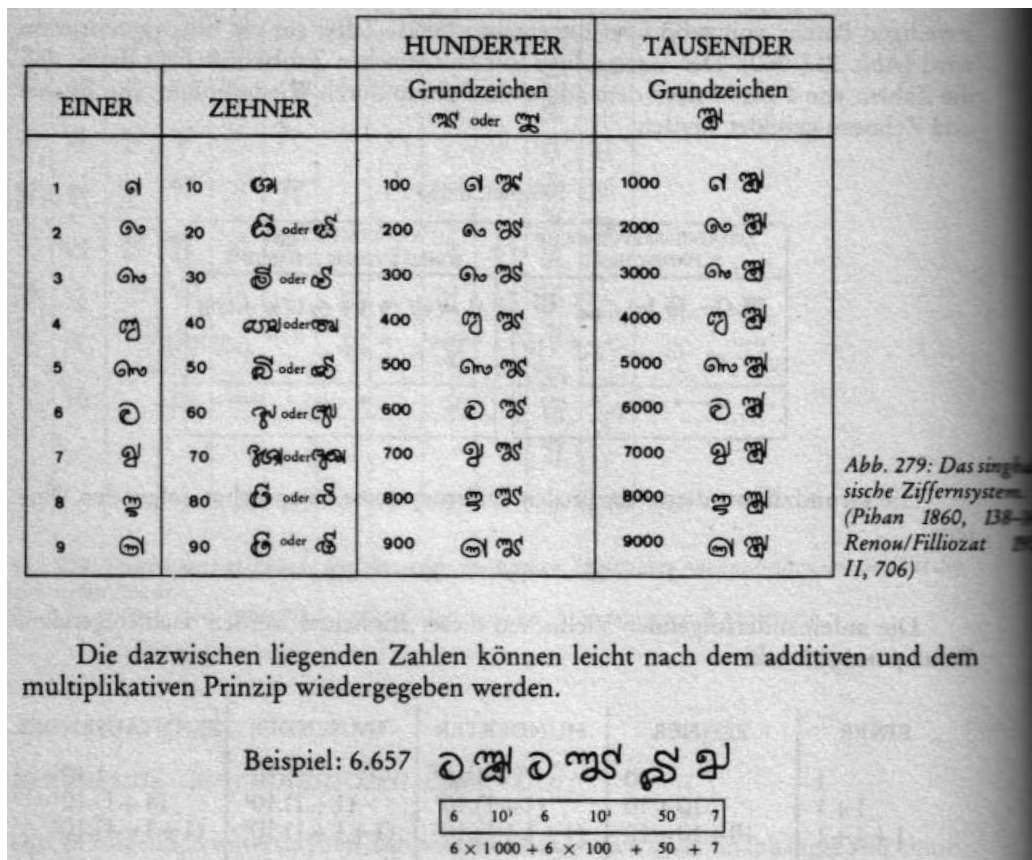 HUNDERTER TAUSENDER
EINER ZEHNER Grundzeichen Grundzeichen
𑇳 oder 𑇴
1 𑇡 10 𑇪 100 𑇡 𑇳 1000 𑇡 𑇴
2 𑇢 20 𑇫 oder 200 𑇢 𑇳 2000 𑇢 𑇴
3 𑇣 30 𑇬 oder 300 𑇣 𑇳 3000 𑇣 𑇴
4 𑇤 40 𑇭 oder 400 𑇤 𑇳 4000 𑇤 𑇴
5 𑇥 50 𑇮 oder 500 𑇥 𑇳 5000 𑇥 𑇴
6 𑇦 60 𑇯 oder 600 𑇦 𑇳 6000 𑇦 𑇴
7 𑇧 70 𑇰 oder 700 𑇧 𑇳 7000 𑇧 𑇴
8 𑇨 80 𑇱 oder 800 𑇨 𑇳 8000 𑇨 𑇴
9 𑇩 90 𑇲 oder 900 𑇩 𑇳 9000 𑇩 𑇴
Abb. 279: Das
sische Ziffernsystem.
(Pihan 1860,
Renou/Filliozat
II, 706)
Die dazwischen liegenden Zahlen können leicht nach dem additiven und dem
multiplikativen Prinzip wiedergegeben werden.
Beispiel: 6.657 𑇦 𑇴 𑇦 𑇳 𑇮 𑇧
6 10³ 6 10² 50 7
6 × 1 000 + 6 × 100 + 50 + 7